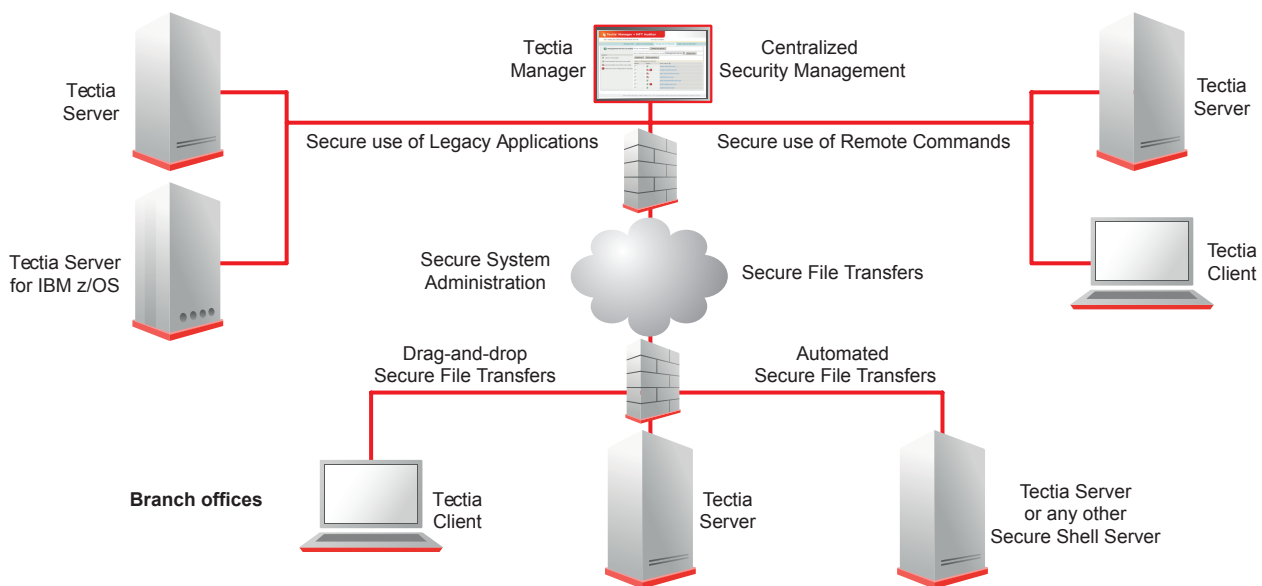 Tectia
Manager
Centralized
Security Management
Tectia
Server
Tectia
Server
Secure use of Legacy Applications
Secure use of Remote Commands
Tectia Server
for IBM z/OS
Secure System
Administration
Secure File Transfers
Tectia
Client
Drag-and-drop
Secure File Transfers
Automated
Secure File Transfers
Branch offices
Tectia
Client
Tectia
Server
Tectia Server
or any other
Secure Shell Server